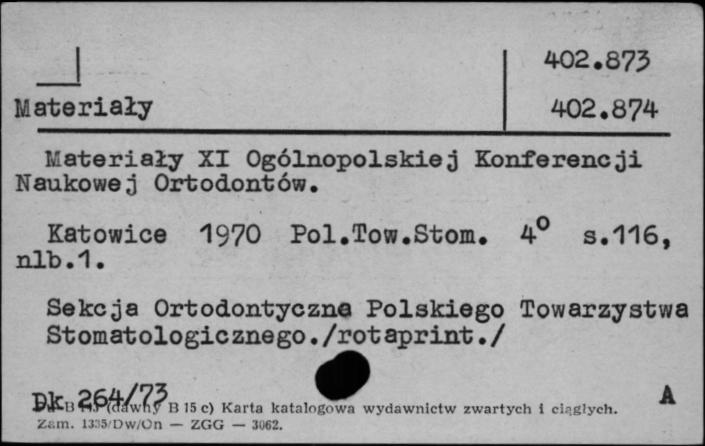 402.873
Materiały 402.874
Materiały XI Ogólnopolskiej Konferencji
Naukowej Ortodontów.
Katowice 1970 Pol.Tow.Stom. 4⁰ s.116,
nlb.1.
Sekcja Ortodontyczna Polskiego Towarzystwa
Stomatologicznego./rotaprint./
Dk 264/73 A
(dawny B 15 c) Karta katalogowa wydawnictw zwartych i ciągłych.
Zam. 1335/Dw/On — ZGG — 3062.